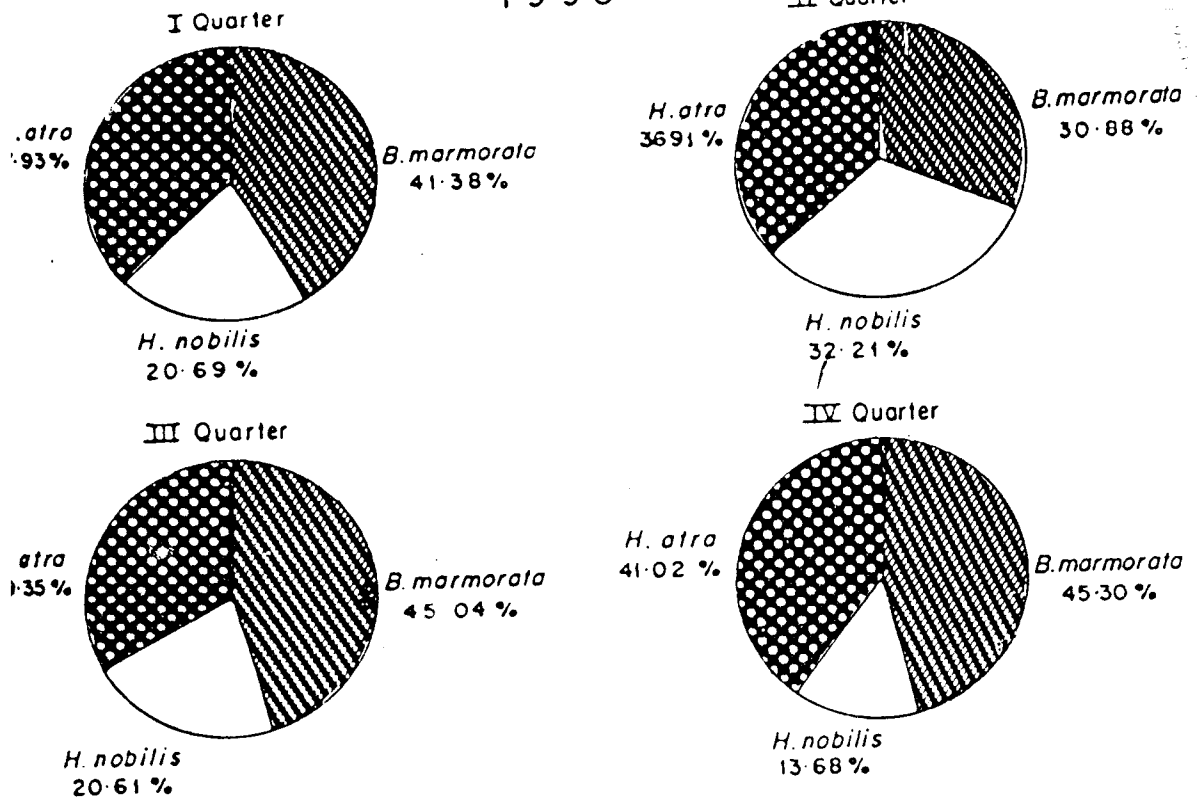 I Quarter
II Quarter
.atra
.93%
B. marmorata
41.38%
H. nobilis
20.69 %
H. atra
3691 %
B. marmorata
30.88 %
H. nobilis
32.21 %
III Quarter
IV Quarter
atra
.35 %
B. marmorata
45 04 %
H. nobilis
20.61 %
H. atra
41.02 %
B. marmorata
45.30 %
H. nobilis
13.68 %